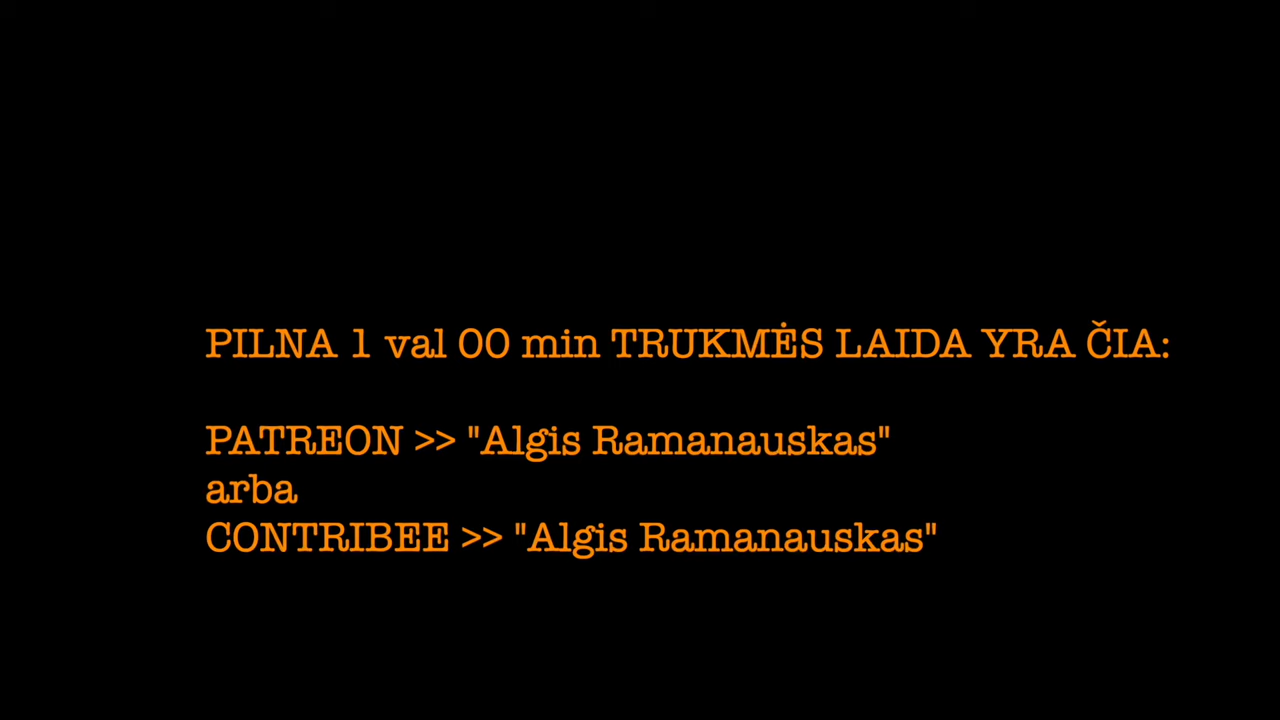 PILNA 1 val 00 min TRUKMĖS LAIDA YRA ČIA:
PATREON >> "Algis Ramanauskas"
arba
CONTRIBEE >> "Algis Ramanauskas"